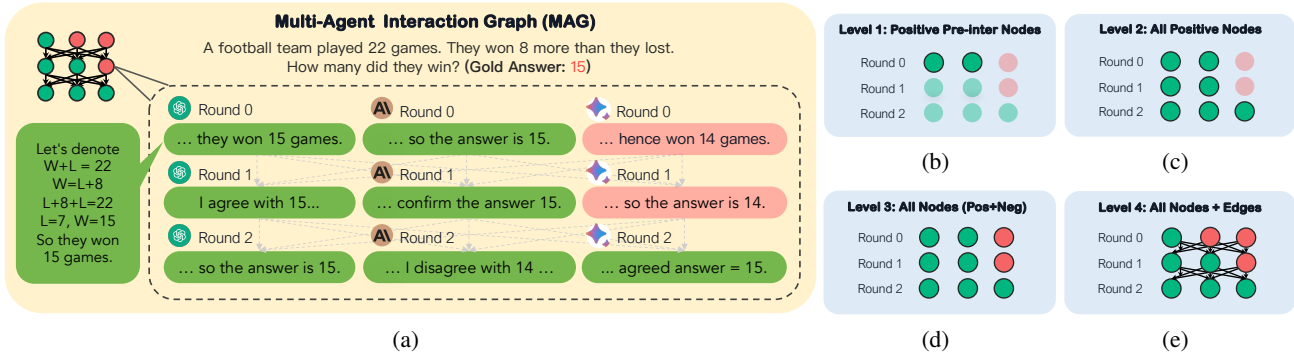 Multi-Agent Interaction Graph (MAG)
A football team played 22 games. They won 8 more than they lost.
How many did they win? (Gold Answer: 15)
Let's denote
W+L = 22
W=L+8
L+8+L=22
L=7, W=15
So they won
15 games.
Round 0 Round 0 Round 0
... they won 15 games. ... so the answer is 15. ... hence won 14 games.
Round 1 Round 1 Round 1
I agree with 15... ... confirm the answer 15. ... so the answer is 14.
Round 2 Round 2 Round 2
... so the answer is 15. ... I disagree with 14 ... ... agreed answer = 15.
(a)
Level 1: Positive Pre-inter Nodes
Round 0
Round 1
Round 2
(b)
Level 2: All Positive Nodes
Round 0
Round 1
Round 2
(c)
Level 3: All Nodes (Pos+Neg)
Round 0
Round 1
Round 2
(d)
Level 4: All Nodes + Edges
Round 0
Round 1
Round 2
(e)